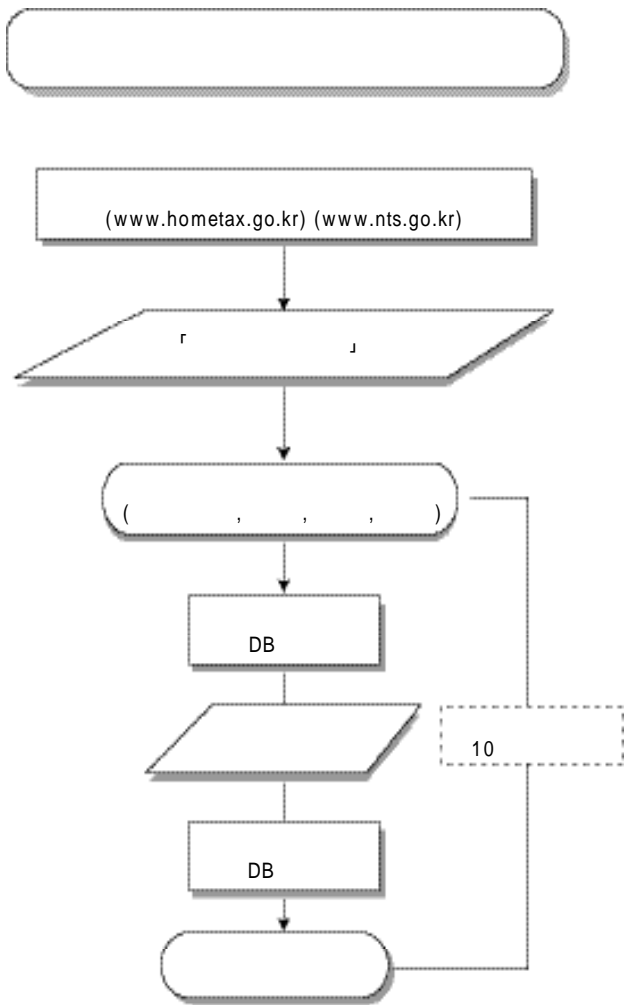 (www.hometax.go.kr) (www.nts.go.kr)
「 」
( , , , )
DB
10
DB